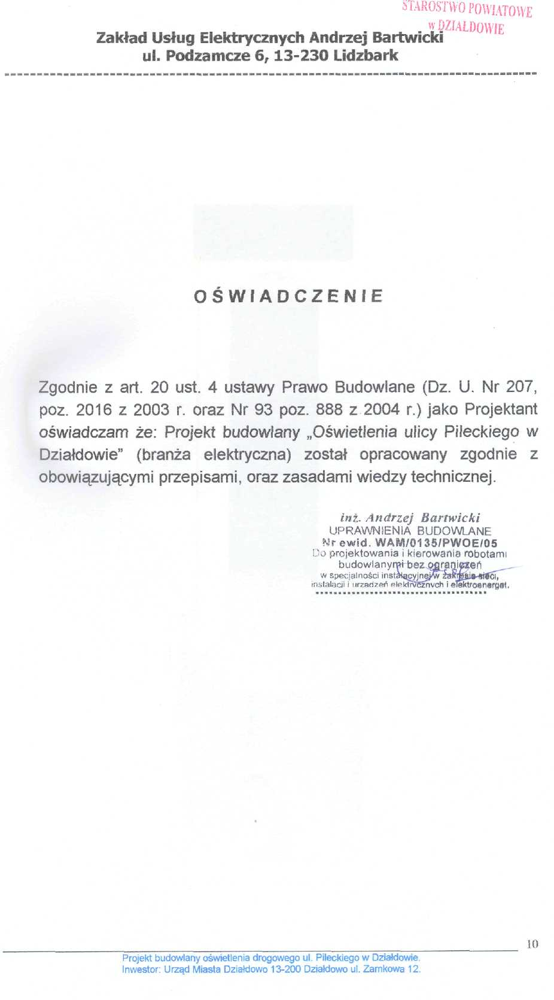 STAROSTWO POWIATOWE
w DZIAŁDOWIE
Zakład Usług Elektrycznych Andrzej Bartwicki
ul. Podzamcze 6, 13-230 Lidzbark
OŚWIADCZENIE
Zgodnie z art. 20 ust. 4 ustawy Prawo Budowlane (Dz. U. Nr 207,
poz. 2016 z 2003 r. oraz Nr 93 poz. 888 z 2004 r.) jako Projektant
oświadczam że: Projekt budowlany „Oświetlenia ulicy Pileckiego w
Działdowie” (branża elektryczna) został opracowany zgodnie z
obowiązującymi przepisami, oraz zasadami wiedzy technicznej.
inż. Andrzej Bartwicki
UPRAWNIENIA BUDOWLANE
Nr ewid. WAM/0135/PWOE/05
Do projektowania i kierowania robotami
budowlanymi bez ograniczeń
w specjalności instalacyjnej w zakresie sieci,
instalacji i urządzeń elektrycznych i elektroenerget.
10
Projekt budowlany oświetlenia drogowego ul. Pileckiego w Działdowie.
Inwestor: Urząd Miasta Działdowo 13-200 Działdowo ul. Zamkowa 12.